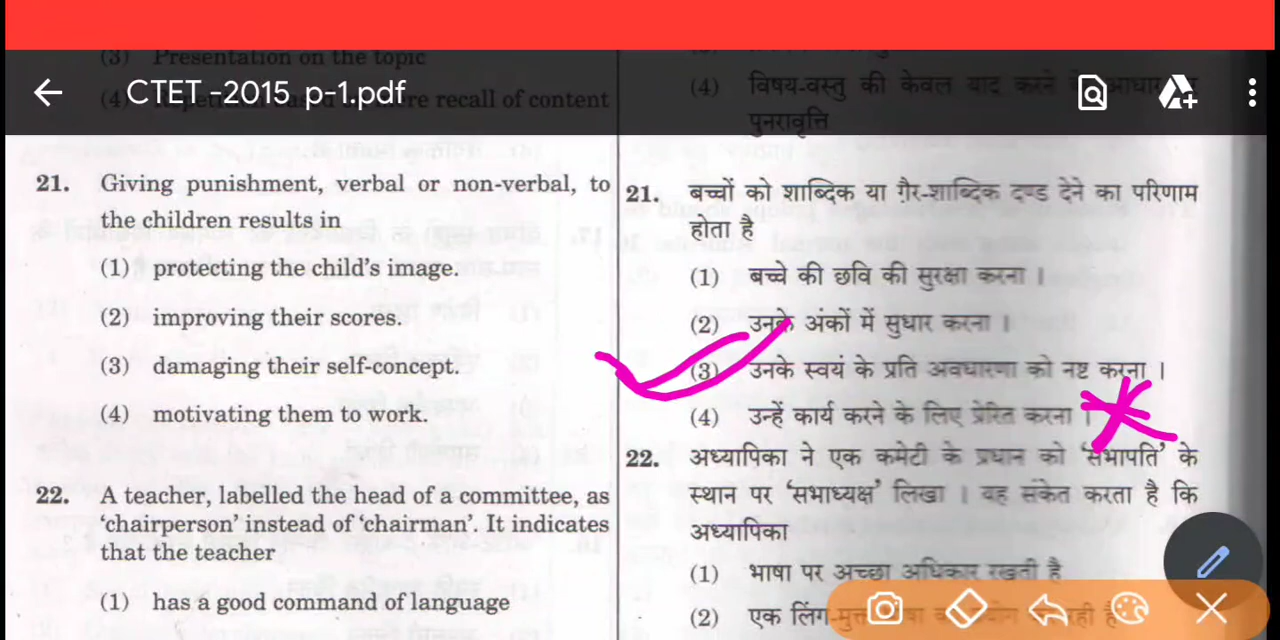 (3) Presentation on the topic
CTET -2015 p-1.pdf
(4) विषय-वस्तु की केवल याद करने
पुनरावृत्ति
21. Giving punishment, verbal or non-verbal, to
the children results in
(1) protecting the child's image.
(2) improving their scores.
(3) damaging their self-concept.
(4) motivating them to work.
22. A teacher, labelled the head of a committee, as
'chairperson' instead of 'chairman'. It indicates
that the teacher
(1) has a good command of language
21. बच्चों को शाब्दिक या ग़ैर-शाब्दिक दण्ड देने का परिणाम
होता है
(1) बच्चे की छवि की सुरक्षा करना ।
(2) उनके अंकों में सुधार करना ।
(3) उनके स्वयं के प्रति अवधारणा को नष्ट करना ।
(4) उन्हें कार्य करने के लिए प्रेरित करना ।
22. अध्यापिका ने एक कमेटी के प्रधान को 'सभापति' के
स्थान पर 'सभाध्यक्ष' लिखा । यह संकेत करता है कि
अध्यापिका
(1) भाषा पर अच्छा अधिकार रखती है
(2) एक लिंग-मुक्त